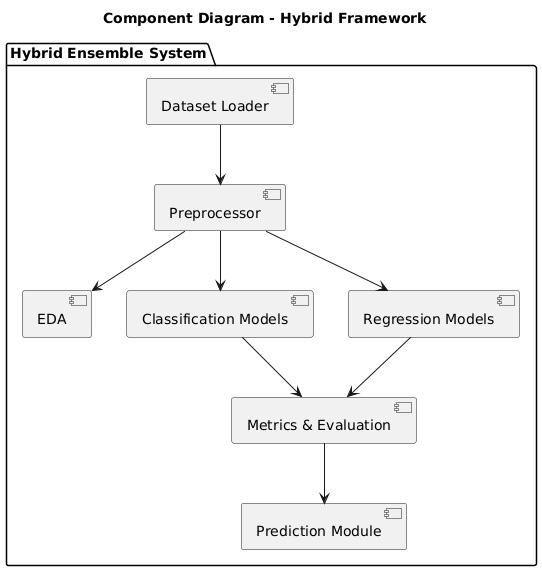 Component Diagram - Hybrid Framework
Hybrid Ensemble System
Dataset Loader
Preprocessor
EDA
Classification Models
Regression Models
Metrics & Evaluation
Prediction Module